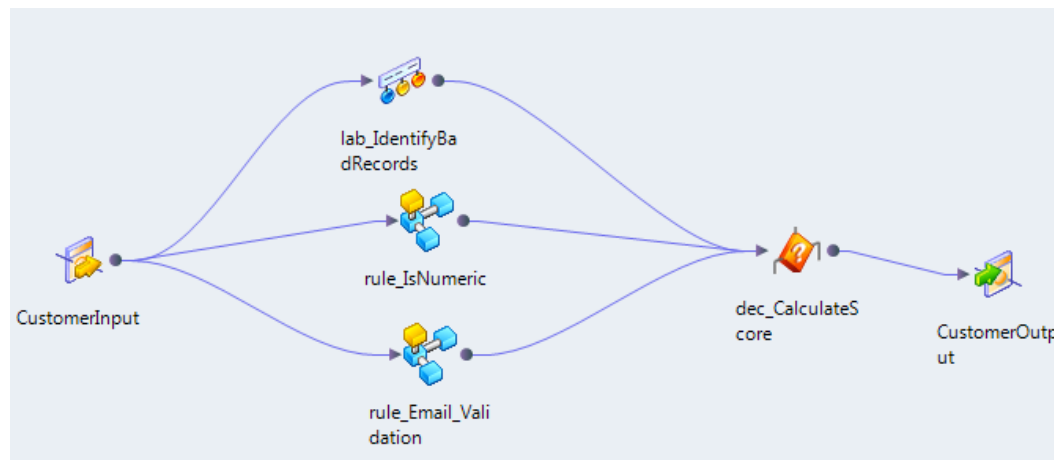 lab_IdentifyBa
dRecords
rule_IsNumeric
CustomerInput
dec_CalculateS
core
CustomerOutp
ut
rule_Email_Vali
dation